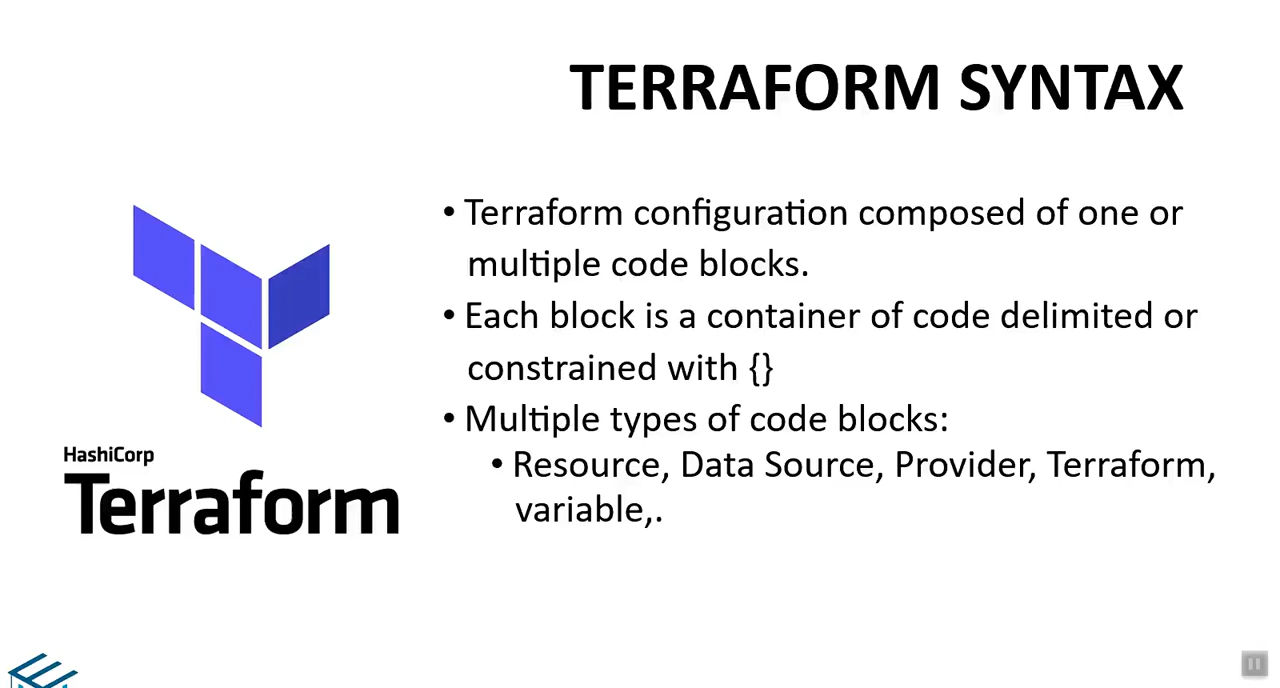 TERRAFORM SYNTAX
• Terraform configuration composed of one or
multiple code blocks.
• Each block is a container of code delimited or
constrained with {}
• Multiple types of code blocks:
• Resource, Data Source, Provider, Terraform,
variable,.
HashiCorp
Terraform